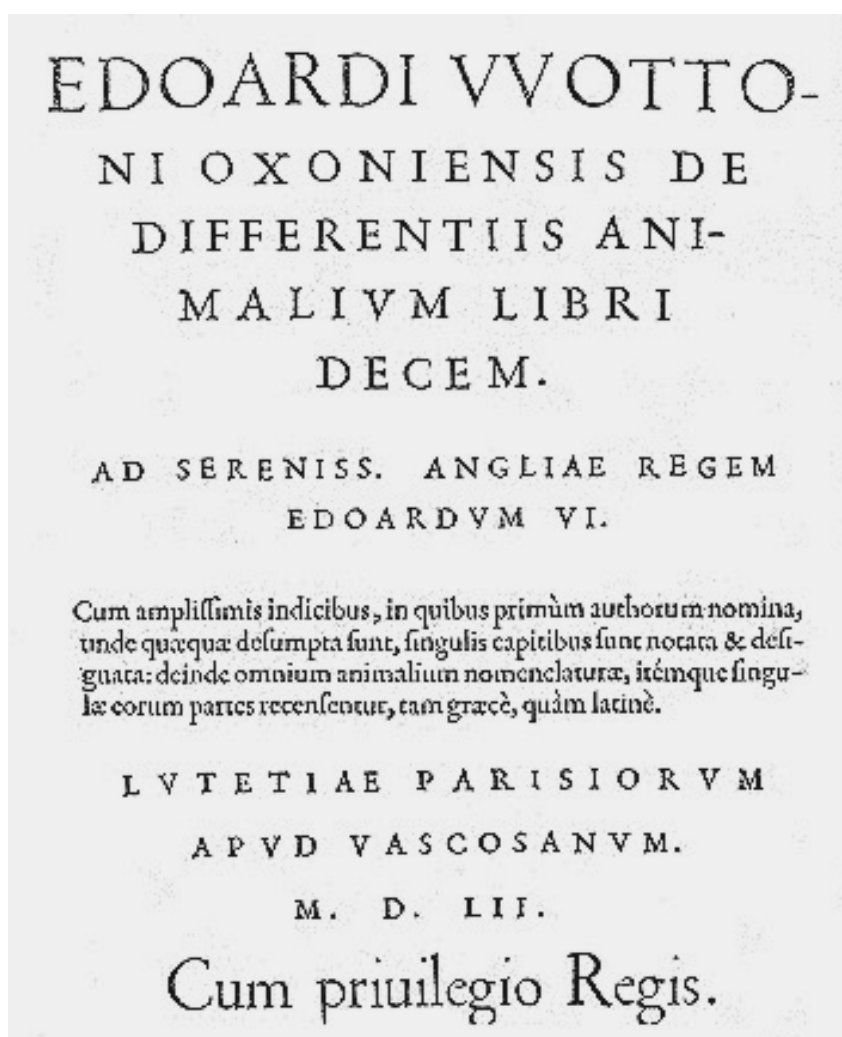 EDOARDI VVOTTO-
NI OXONIENSIS DE
DIFFERENTIIS ANI-
MALIVM LIBRI
DECEM.
AD SERENISS. ANGLIAE REGEM
EDOARDVM VI.
Cum ampliſſimis indicibus, in quibus primùm authorum nomina,
unde quæquæ deſumpta ſunt, ſingulis capitibus ſunt notata & deſi-
gnata: deinde omnium animalium nomenclaturæ, itémque ſingu-
læ eorum partes recenſentur, tam græcè, quàm latinè.
LVTETIAE PARISIORVM
APVD VASCOSANVM.
M. D. LII.
Cum priuilegio Regis.